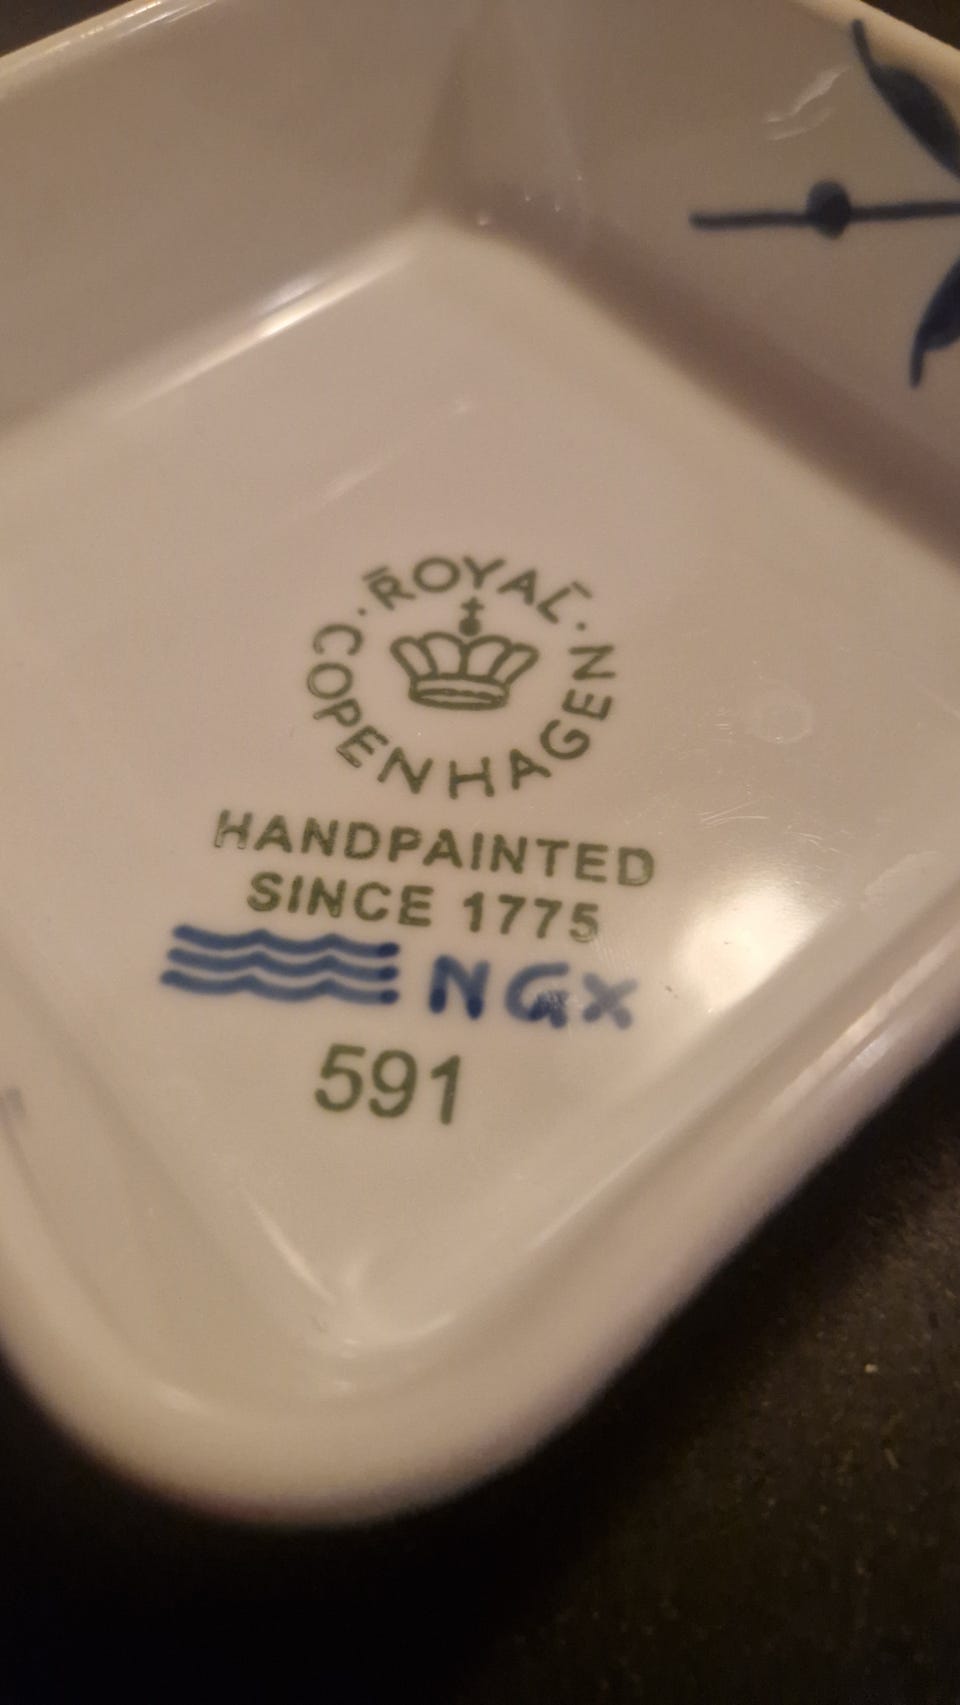 ROYAL
COPENHAGEN
HANDPAINTED
SINCE 1775
NGx
591